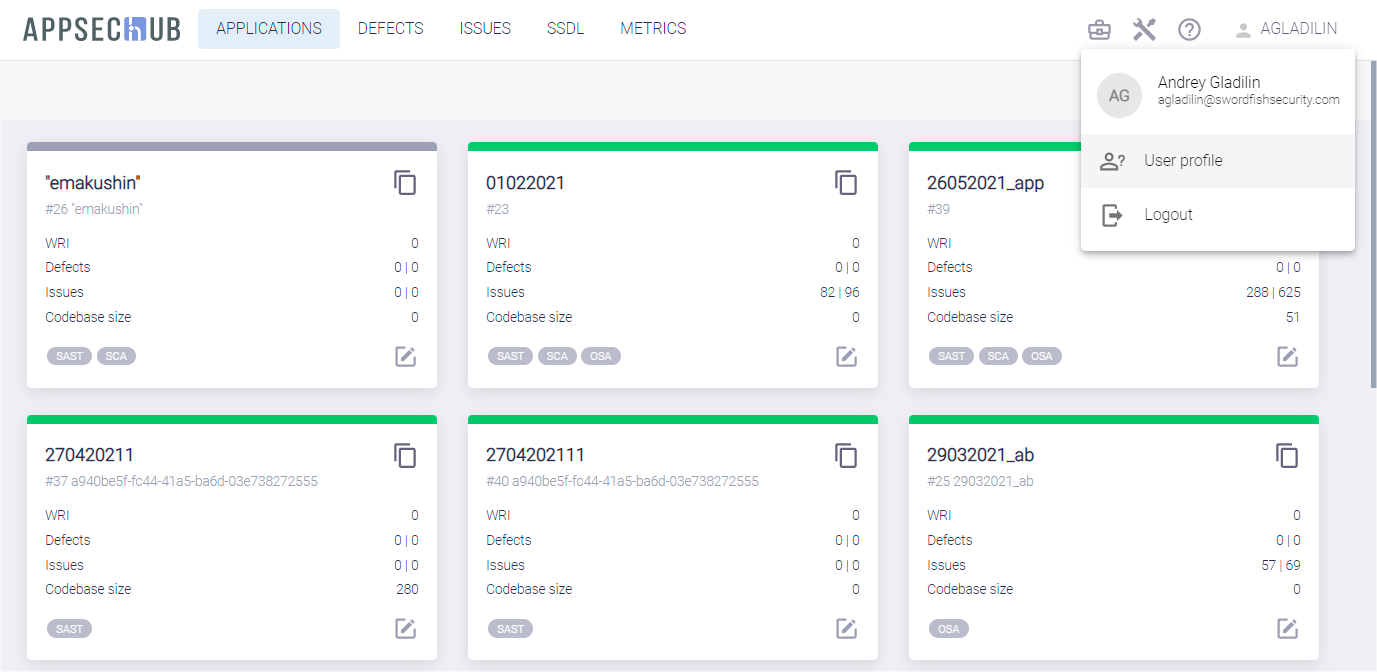 APPSECHUB APPLICATIONS DEFECTS ISSUES SSDL METRICS AGLADILIN
AG
Andrey Gladilin
agladilin@swordfishsecurity.com
User profile
Logout
"emakushin"
#26 "emakushin"
WRI 0
Defects 0 | 0
Issues 0 | 0
Codebase size 0
SAST SCA
01022021
#23
WRI 0
Defects 0 | 0
Issues 82 | 96
Codebase size 0
SAST SCA OSA
26052021_app
#39
WRI
Defects 0 | 0
Issues 288 | 625
Codebase size 51
SAST SCA OSA
270420211
#37 a940be5f-fc44-41a5-ba6d-03e738272555
WRI 0
Defects 0 | 0
Issues 0 | 0
Codebase size 280
SAST
2704202111
#40 a940be5f-fc44-41a5-ba6d-03e738272555
WRI 0
Defects 0 | 0
Issues 0 | 0
Codebase size 0
SAST
29032021_ab
#25 29032021_ab
WRI 0
Defects 0 | 0
Issues 57 | 69
Codebase size 0
OSA